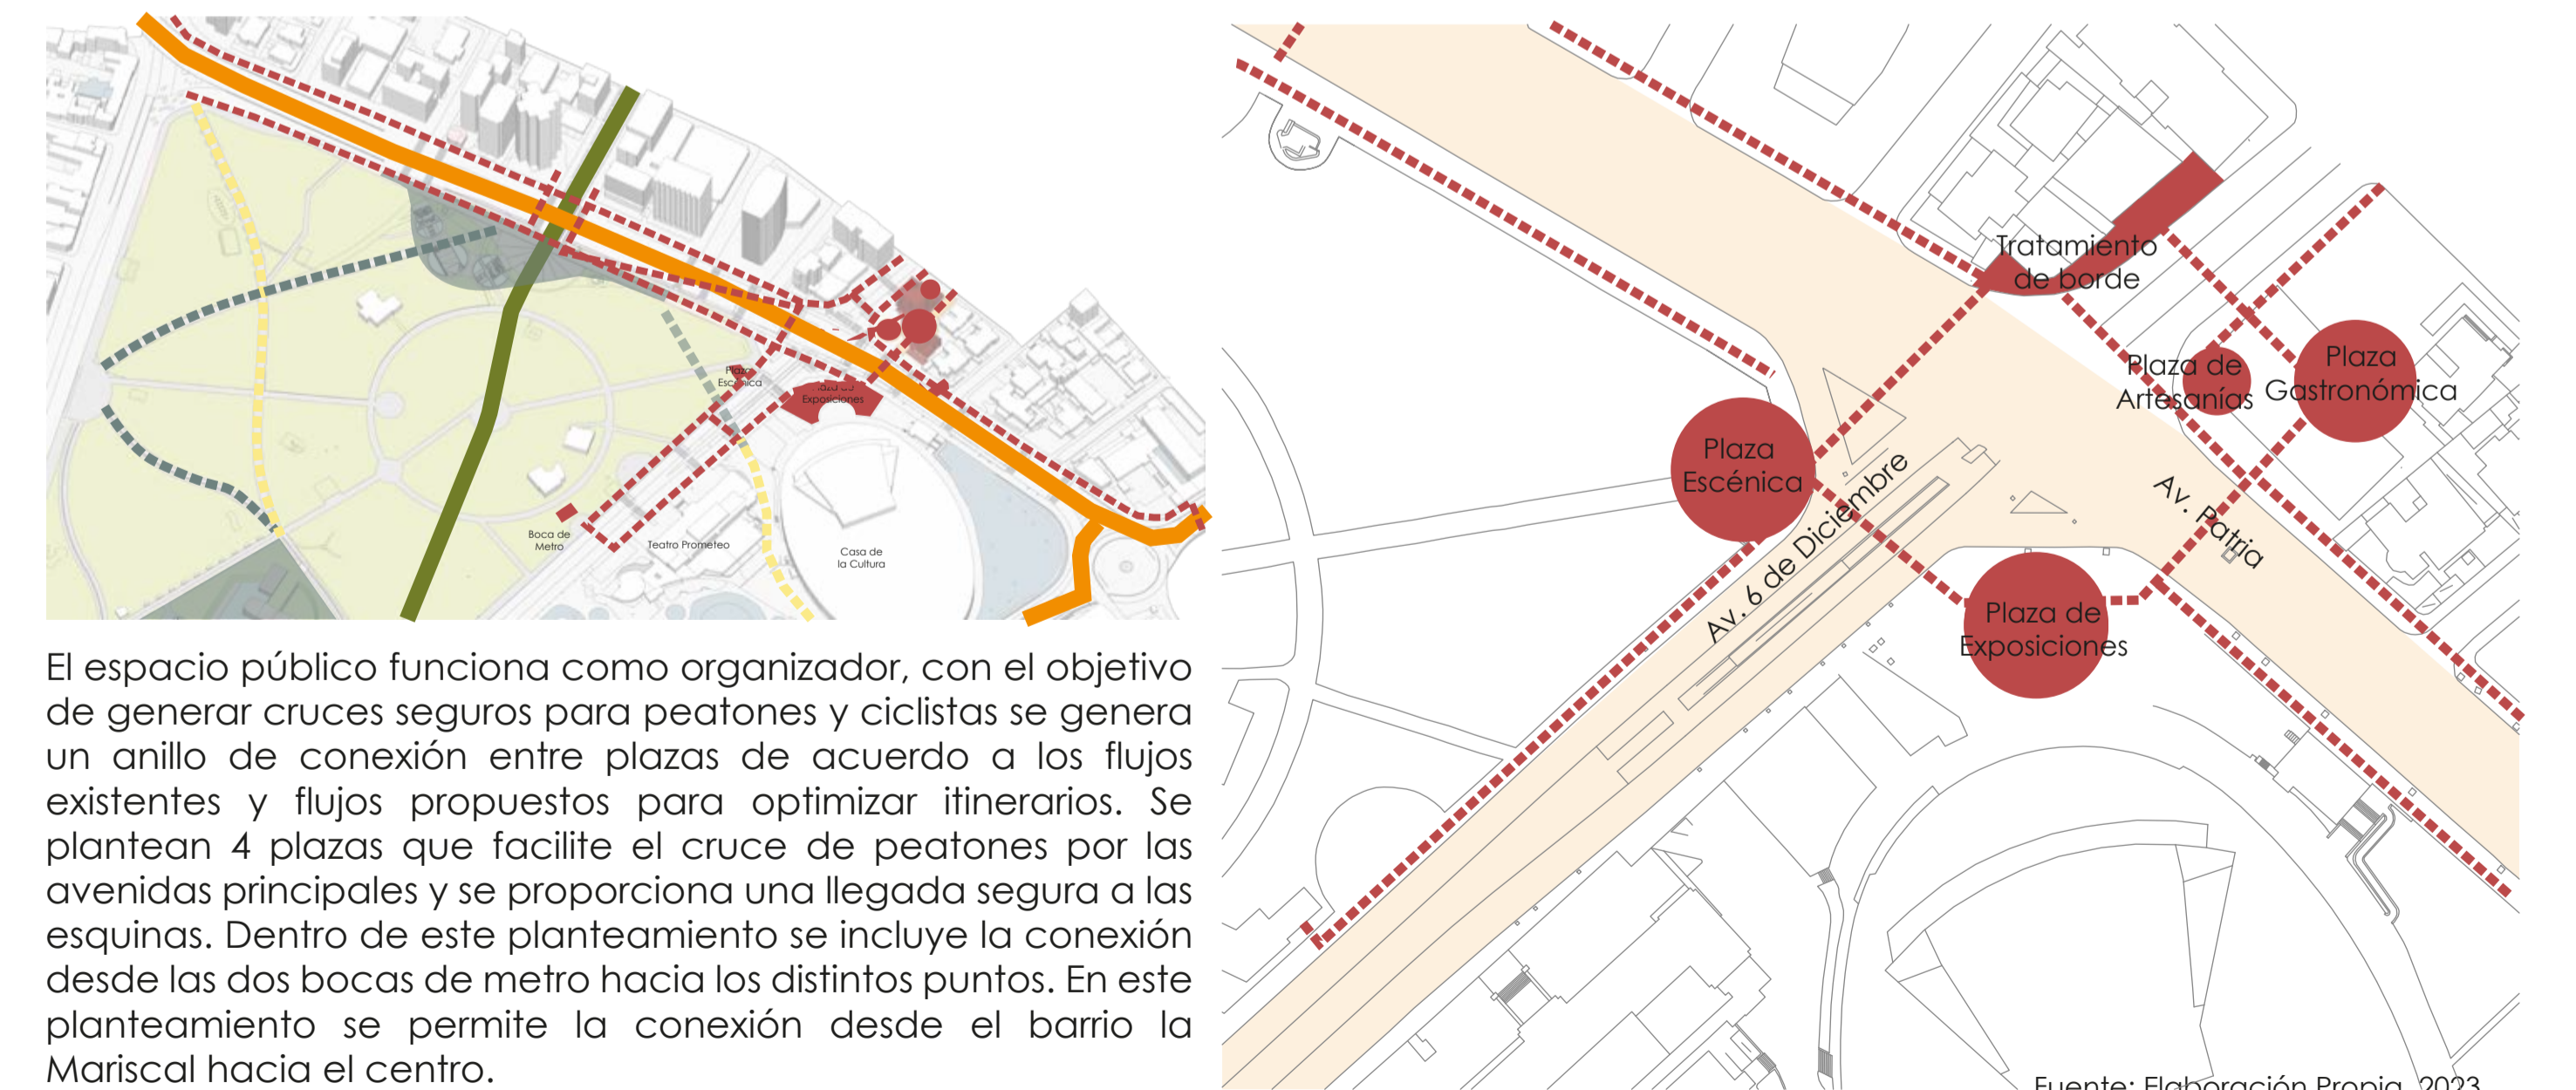 Plaza
Escénica
Plaza de
Exposiciones
Boca de
Metro
Teatro Prometeo
Casa de
la Cultura
El espacio público funciona como organizador, con el objetivo
de generar cruces seguros para peatones y ciclistas se genera
un anillo de conexión entre plazas de acuerdo a los flujos
existentes y flujos propuestos para optimizar itinerarios. Se
plantean 4 plazas que facilite el cruce de peatones por las
avenidas principales y se proporciona una llegada segura a las
esquinas. Dentro de este planteamiento se incluye la conexión
desde las dos bocas de metro hacia los distintos puntos. En este
planteamiento se permite la conexión desde el barrio la
Mariscal hacia el centro.
Tratamiento
de borde
Plaza de
Artesanías
Plaza
Gastronómica
Plaza
Escénica
Av. 6 de Diciembre
Av. Patria
Plaza de
Exposiciones
Fuente: Elaboración Propia, 2023